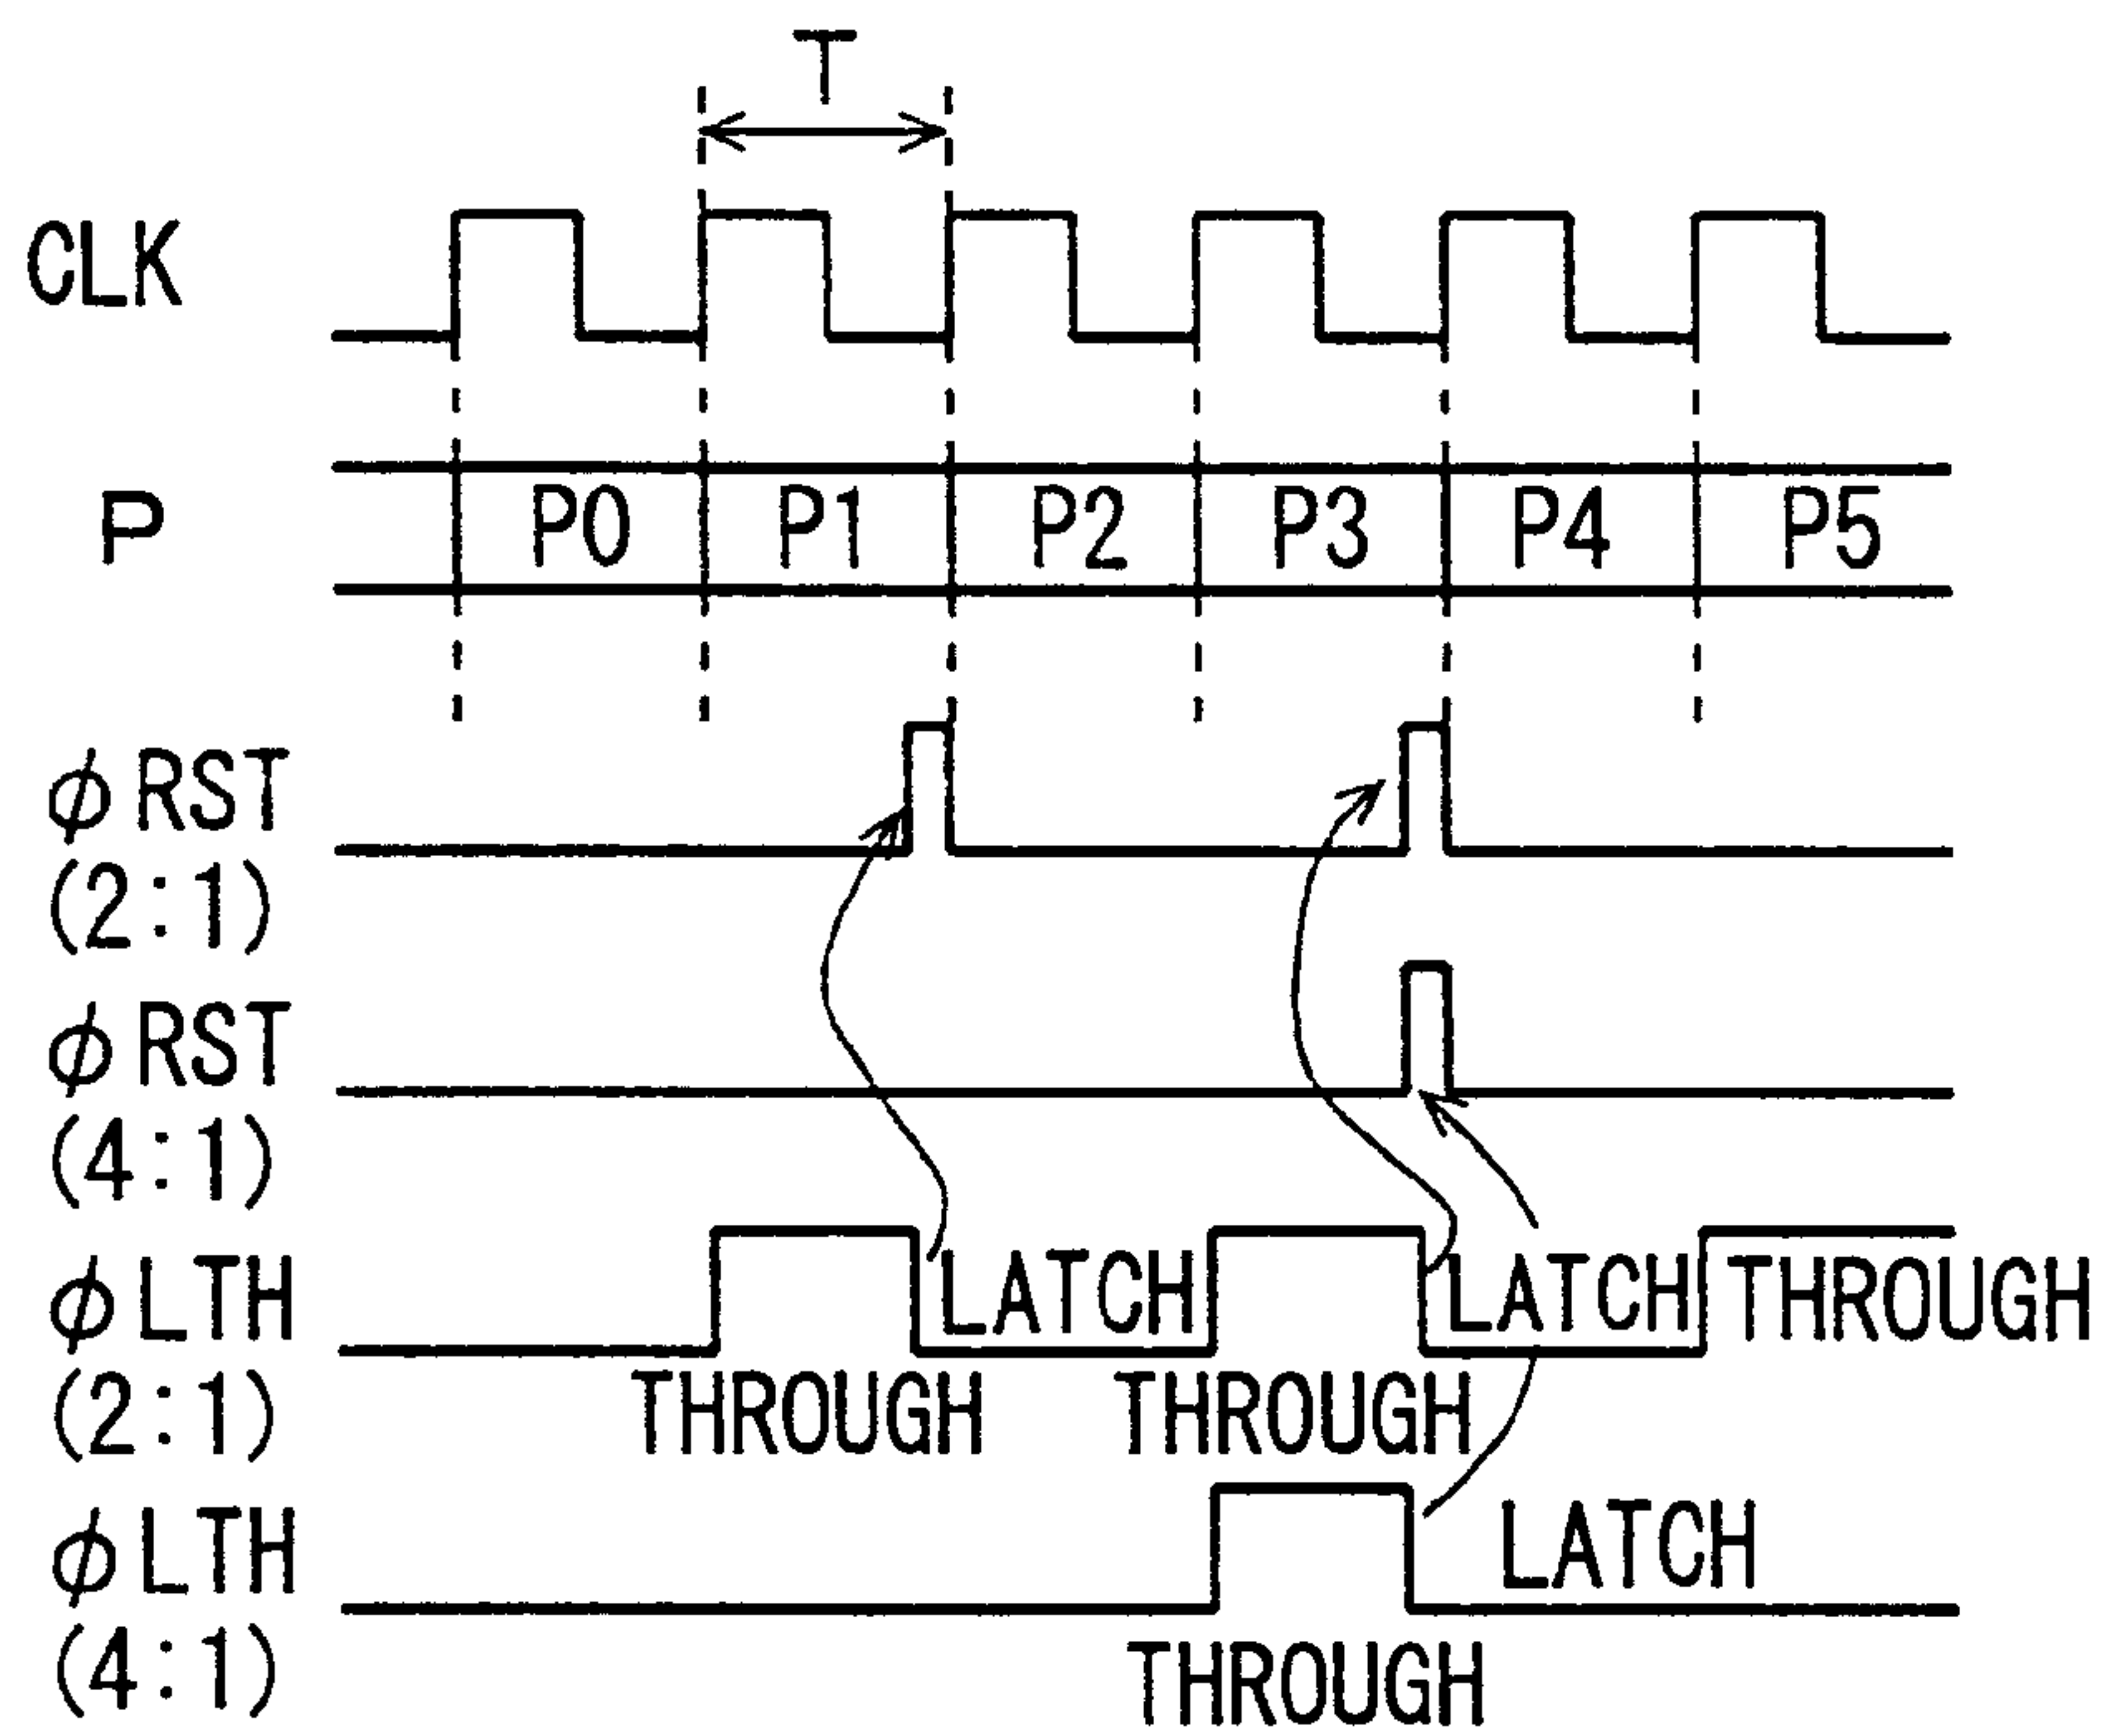 T
CLK
P P0 P1 P2 P3 P4 P5
φRST
(2:1)
φRST
(4:1)
φLTH LATCH LATCH THROUGH
(2:1) THROUGH THROUGH
φLTH LATCH
(4:1) THROUGH